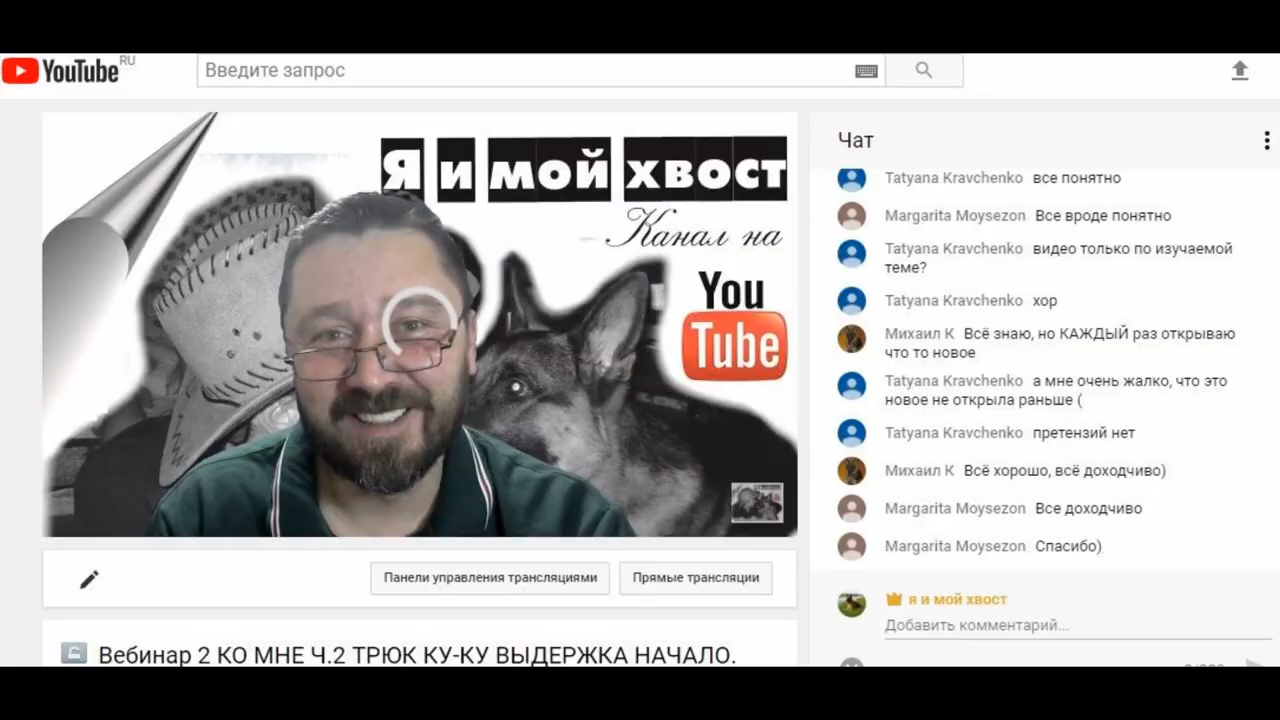 YouTube RU
Введите запрос
Я и мой хвост
Канал на
You
Tube
Чат
Tatyana Kravchenko все понятно
Margarita Moysezon Все вроде понятно
Tatyana Kravchenko видео только по изучаемой
теме?
Tatyana Kravchenko хор
Михаил К Всё знаю, но КАЖДЫЙ раз открываю
что то новое
Tatyana Kravchenko а мне очень жалко, что это
новое не открыла раньше (
Tatyana Kravchenko претензий нет
Михаил К Всё хорошо, всё доходчиво)
Margarita Moysezon Все доходчиво
Margarita Moysezon Спасибо)
я и мой хвост
Добавить комментарий...
Панели управления трансляциями
Прямые трансляции
Вебинар 2 КО МНЕ Ч.2 ТРЮК КУ-КУ ВЫДЕРЖКА НАЧАЛО.